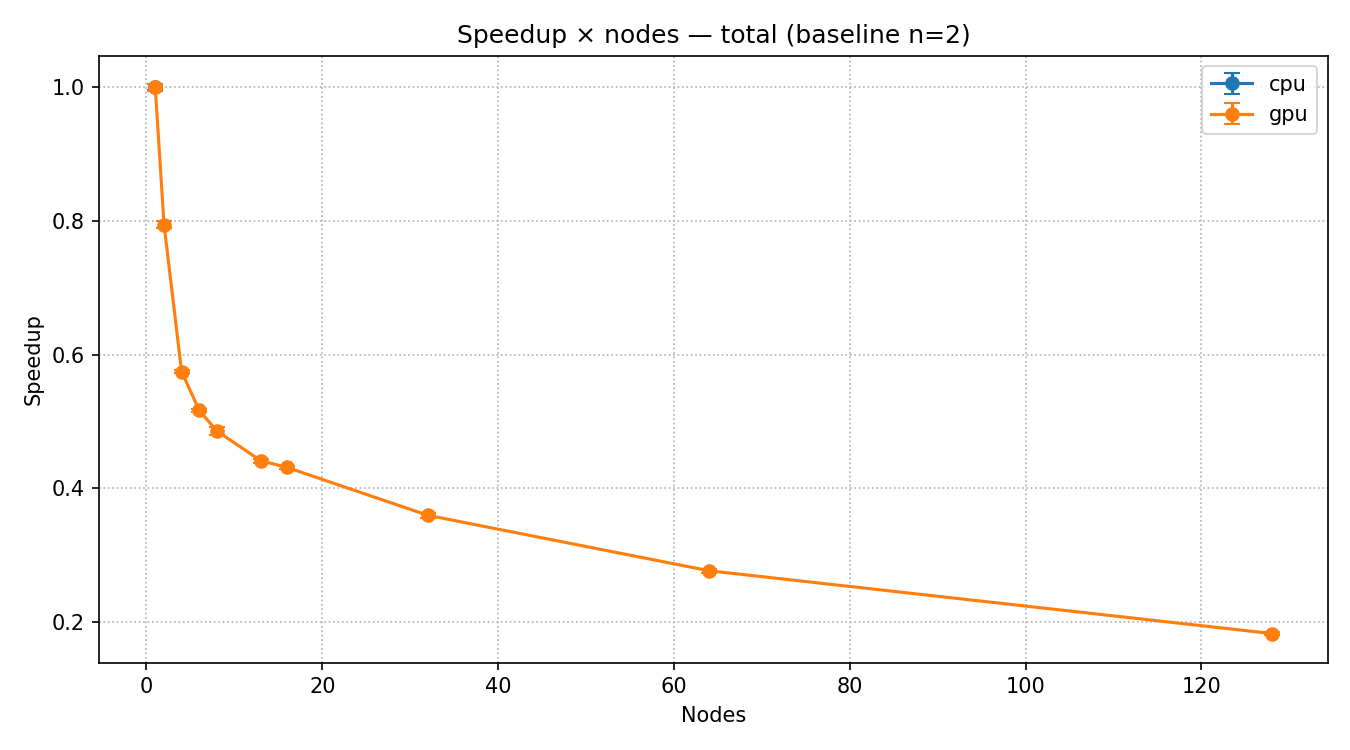 Speedup × nodes — total (baseline n=2)
cpu
gpu
Speedup
1.0
0.8
0.6
0.4
0.2
0 20 40 60 80 100 120
Nodes